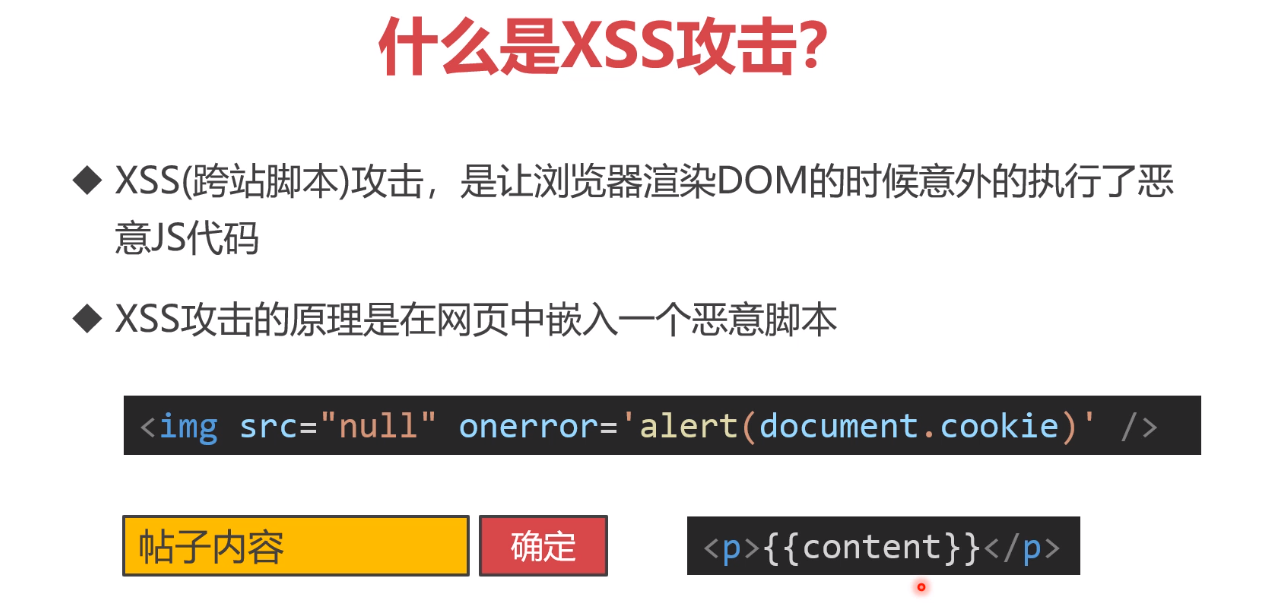 什么是XSS攻击?
XSS(跨站脚本)攻击，是让浏览器渲染DOM的时候意外的执行了恶
意JS代码
XSS攻击的原理是在网页中嵌入一个恶意脚本
<img src="null" onerror='alert(document.cookie)' />
帖子内容 确定 <p>{{content}}</p>